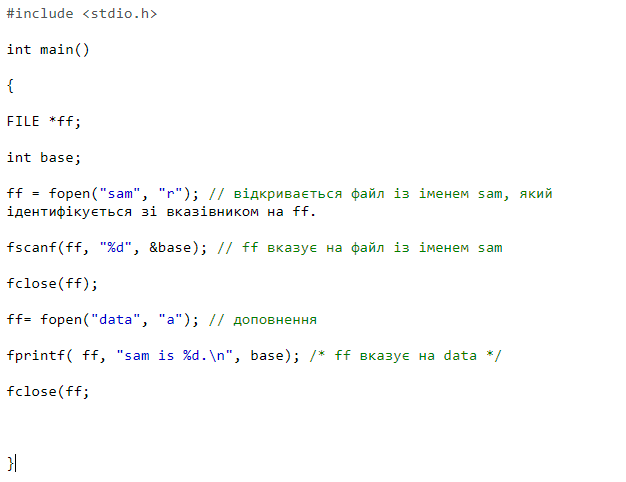 #include <stdio.h>
int main()
{
FILE *ff;
int base;
ff = fopen("sam", "r"); // відкривається файл із іменем sam, який
ідентифікується зі вказівником на ff.
fscanf(ff, "%d", &base); // ff вказує на файл із іменем sam
fclose(ff);
ff= fopen("data", "a"); // доповнення
fprintf( ff, "sam is %d.\n", base); /* ff вказує на data */
fclose(ff;
}